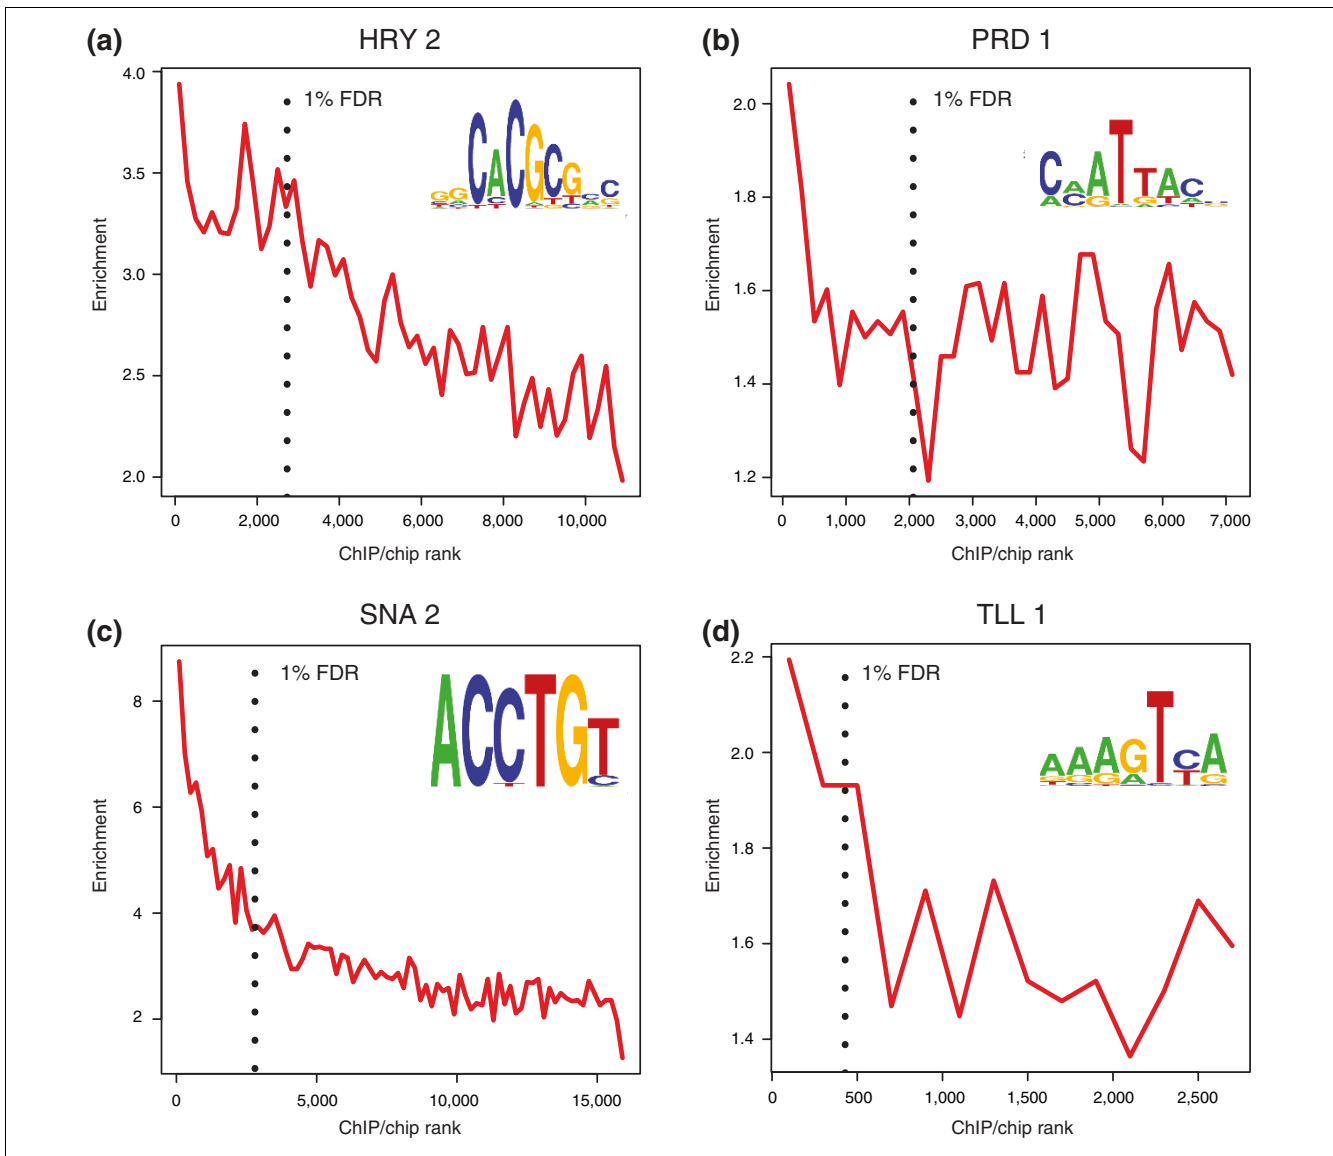 (a) HRY 2
4.0
3.5
3.0
2.5
2.0
Enrichment
1% FDR
CACGCG
0 2,000 4,000 6,000 8,000 10,000
ChIP/chip rank
(b) PRD 1
2.0
1.8
1.6
1.4
1.2
Enrichment
1% FDR
CAATTAC
0 1,000 2,000 3,000 4,000 5,000 6,000 7,000
ChIP/chip rank
(c) SNA 2
8
6
4
2
Enrichment
1% FDR
ACCTGT
0 5,000 10,000 15,000
ChIP/chip rank
(d) TLL 1
2.2
2.0
1.8
1.6
1.4
Enrichment
1% FDR
AAAGTCA
0 500 1,000 1,500 2,000 2,500
ChIP/chip rank